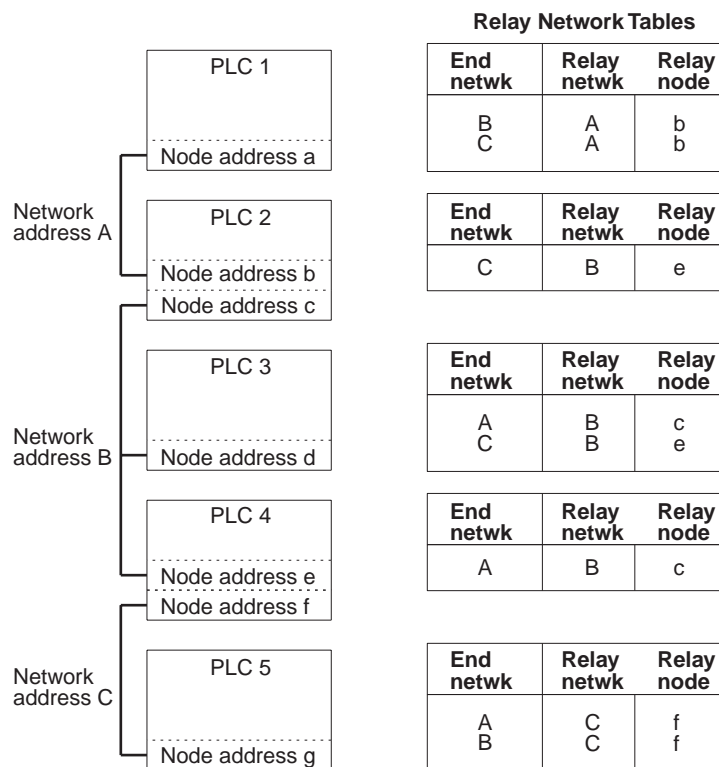 Relay Network Tables
PLC 1
Node address a
End netwk Relay netwk Relay node
B A b
C A b
Network address A
PLC 2
Node address b
Node address c
End netwk Relay netwk Relay node
C B e
PLC 3
Node address d
End netwk Relay netwk Relay node
A B c
C B e
Network address B
PLC 4
Node address e
Node address f
End netwk Relay netwk Relay node
A B c
Network address C
PLC 5
Node address g
End netwk Relay netwk Relay node
A C f
B C f